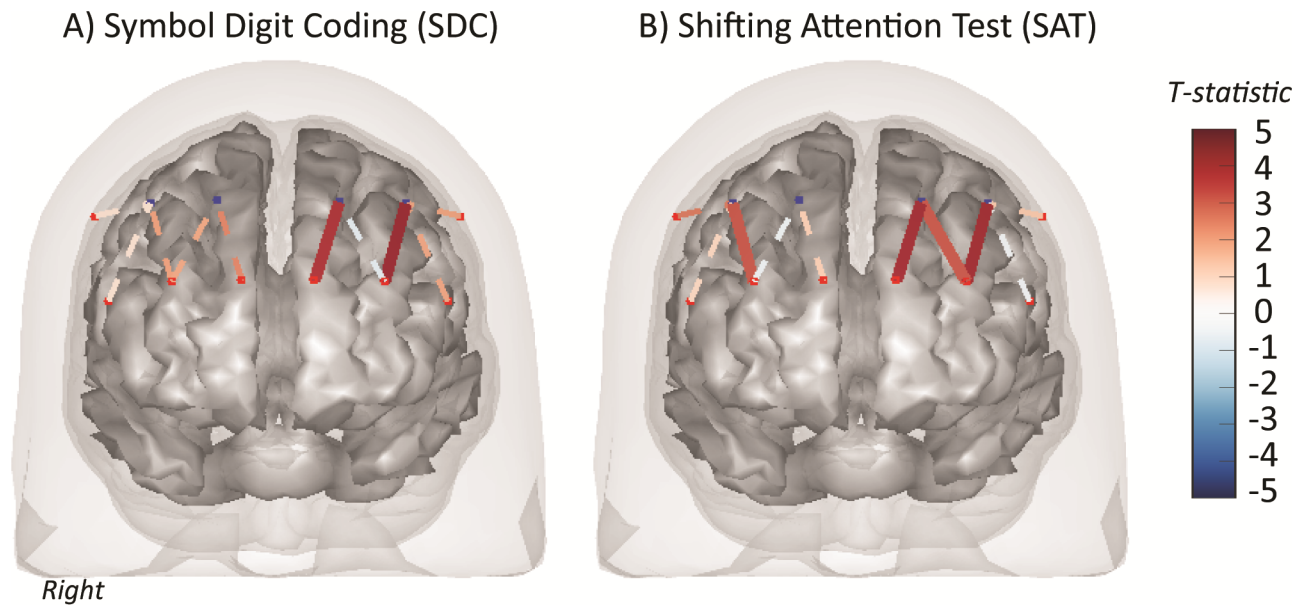 A) Symbol Digit Coding (SDC)
B) Shifting Attention Test (SAT)
T-statistic
5
4
3
2
1
0
-1
-2
-3
-4
-5
Right